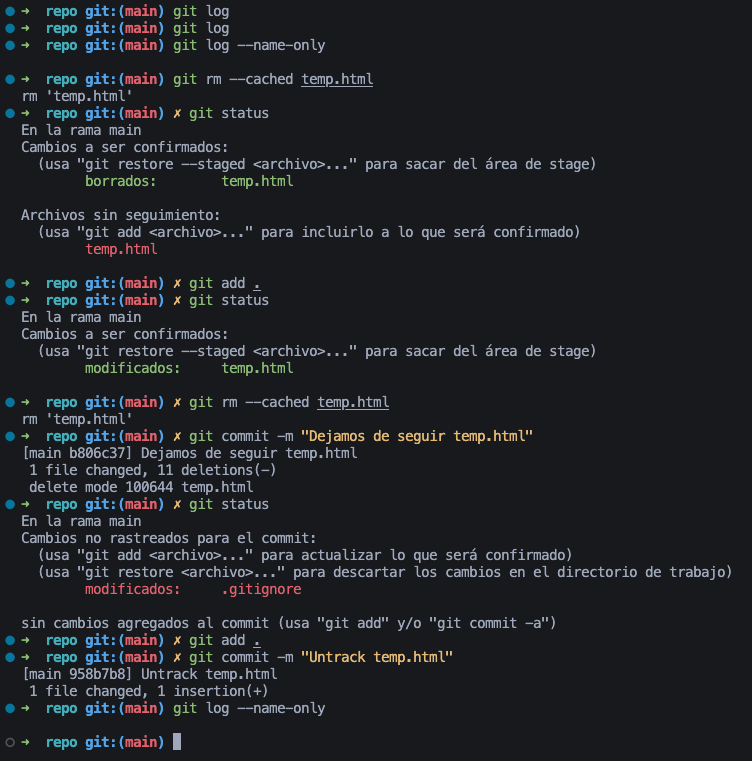 ➜  repo git:(main) git log
➜  repo git:(main) git log
➜  repo git:(main) git log --name-only
➜  repo git:(main) git rm --cached temp.html
rm 'temp.html'
➜  repo git:(main) ✗ git status
En la rama main
Cambios a ser confirmados:
  (usa "git restore --staged <archivo>..." para sacar del área de stage)
        borrados:        temp.html
Archivos sin seguimiento:
  (usa "git add <archivo>..." para incluirlo a lo que será confirmado)
        temp.html
➜  repo git:(main) ✗ git add .
➜  repo git:(main) ✗ git status
En la rama main
Cambios a ser confirmados:
  (usa "git restore --staged <archivo>..." para sacar del área de stage)
        modificados:     temp.html
➜  repo git:(main) ✗ git rm --cached temp.html
rm 'temp.html'
➜  repo git:(main) ✗ git commit -m "Dejamos de seguir temp.html"
[main b806c37] Dejamos de seguir temp.html
 1 file changed, 11 deletions(-)
 delete mode 100644 temp.html
➜  repo git:(main) ✗ git status
En la rama main
Cambios no rastreados para el commit:
  (usa "git add <archivo>..." para actualizar lo que será confirmado)
  (usa "git restore <archivo>..." para descartar los cambios en el directorio de trabajo)
        modificados:     .gitignore
sin cambios agregados al commit (usa "git add" y/o "git commit -a")
➜  repo git:(main) ✗ git add .
➜  repo git:(main) ✗ git commit -m "Untrack temp.html"
[main 958b7b8] Untrack temp.html
 1 file changed, 1 insertion(+)
➜  repo git:(main) git log --name-only
➜  repo git:(main)